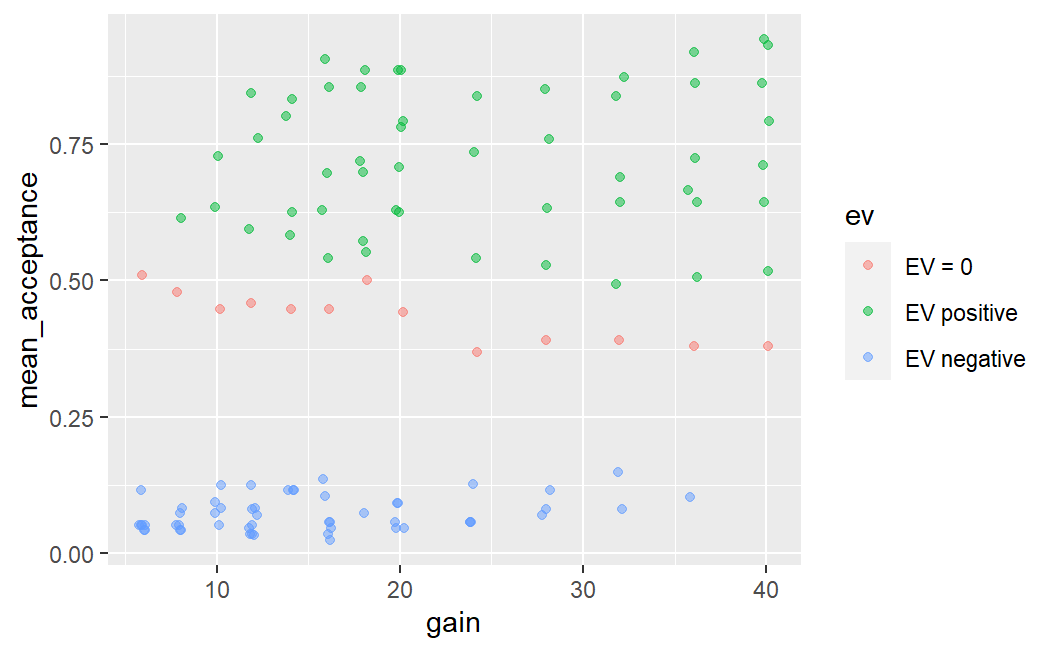 mean_acceptance
0.75
0.50
0.25
0.00
10 20 30 40
gain
ev
EV = 0
EV positive
EV negative